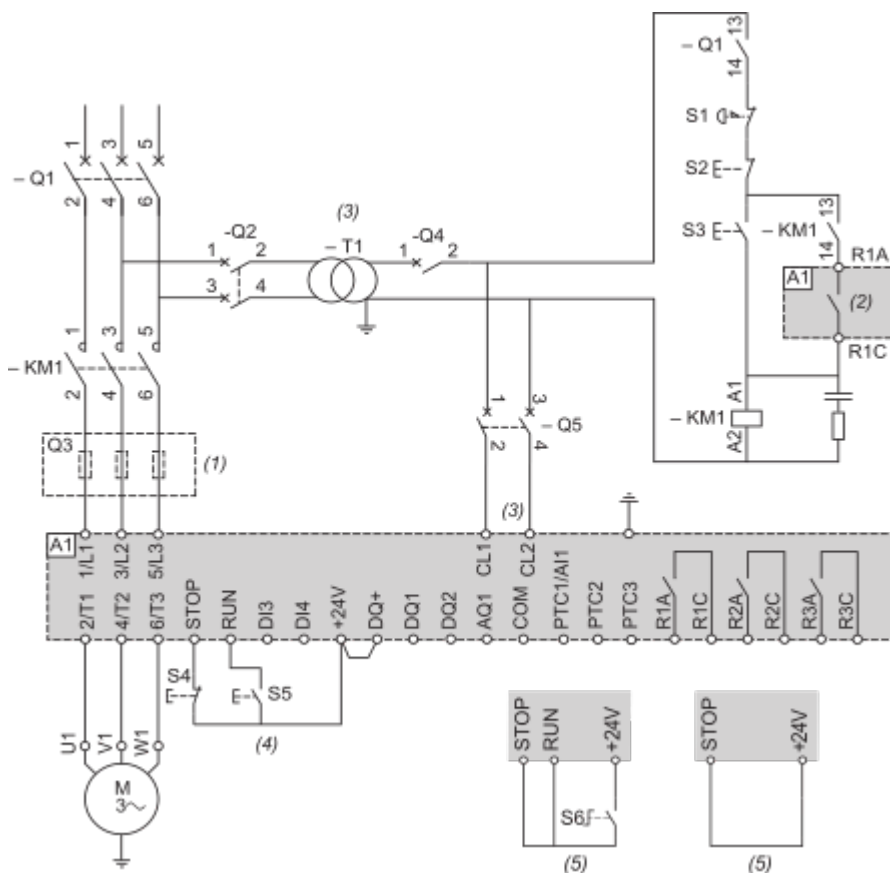 13
– Q1
14
S1
1
3
5
– Q1
2
4
6
S2
-Q2
(3)
– T1
-Q4
1
2
1
2
3
4
S3
– KM1
13
14
R1A
A1
(2)
R1C
1
3
5
– KM1
2
4
6
1
3
– Q5
2
4
A1
– KM1
A2
Q3
(1)
(3)
A1
1/L1
3/L2
5/L3
CL1
CL2
2/T1
4/T2
6/T3
STOP
RUN
DI3
DI4
+24V
DQ+
DQ1
DQ2
AQ1
COM
PTC1/AI1
PTC2
PTC3
R1A
R1C
R2A
R2C
R3A
R3C
S4
S5
(4)
U1
V1
W1
M
3
STOP
RUN
+24V
S6
(5)
STOP
+24V
(5)